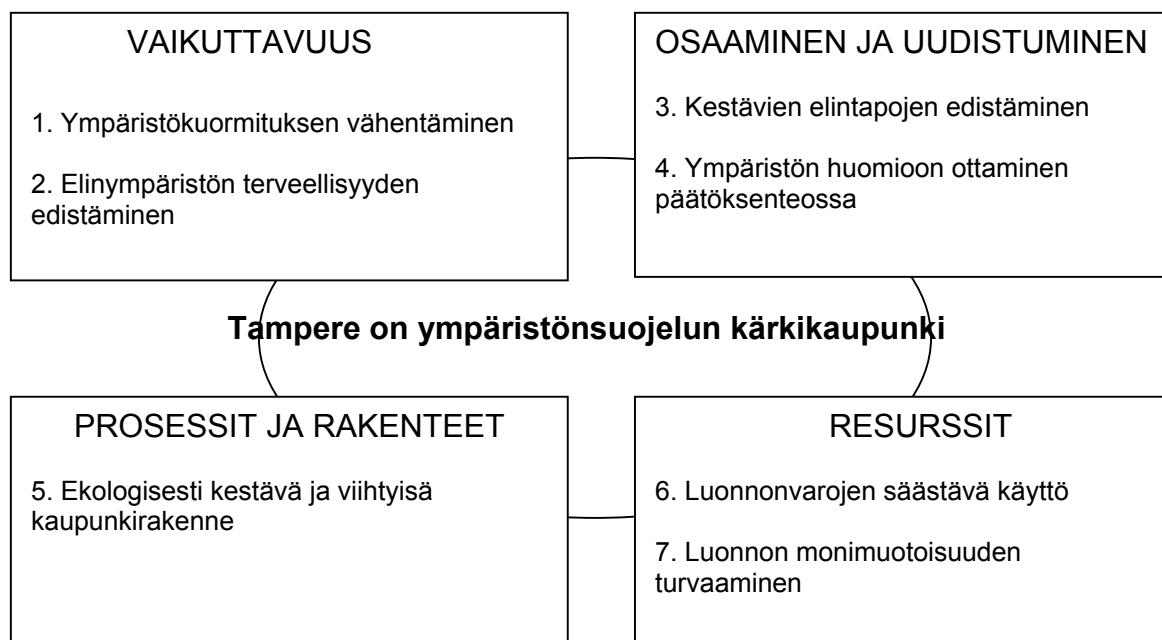 VAIKUTTAVUUS
1. Ympäristökuormituksen vähentäminen
2. Elinympäristön terveellisyyden
edistäminen
OSAAMINEN JA UUDISTUMINEN
3. Kestävien elintapojen edistäminen
4. Ympäristön huomioon ottaminen
päätöksenteossa
Tampere on ympäristönsuojelun kärkikaupunki
PROSESSIT JA RAKENTEET
5. Ekologisesti kestävä ja viihtyisä
kaupunkirakenne
RESURSSIT
6. Luonnonvarojen säästävä käyttö
7. Luonnon monimuotoisuuden
turvaaminen